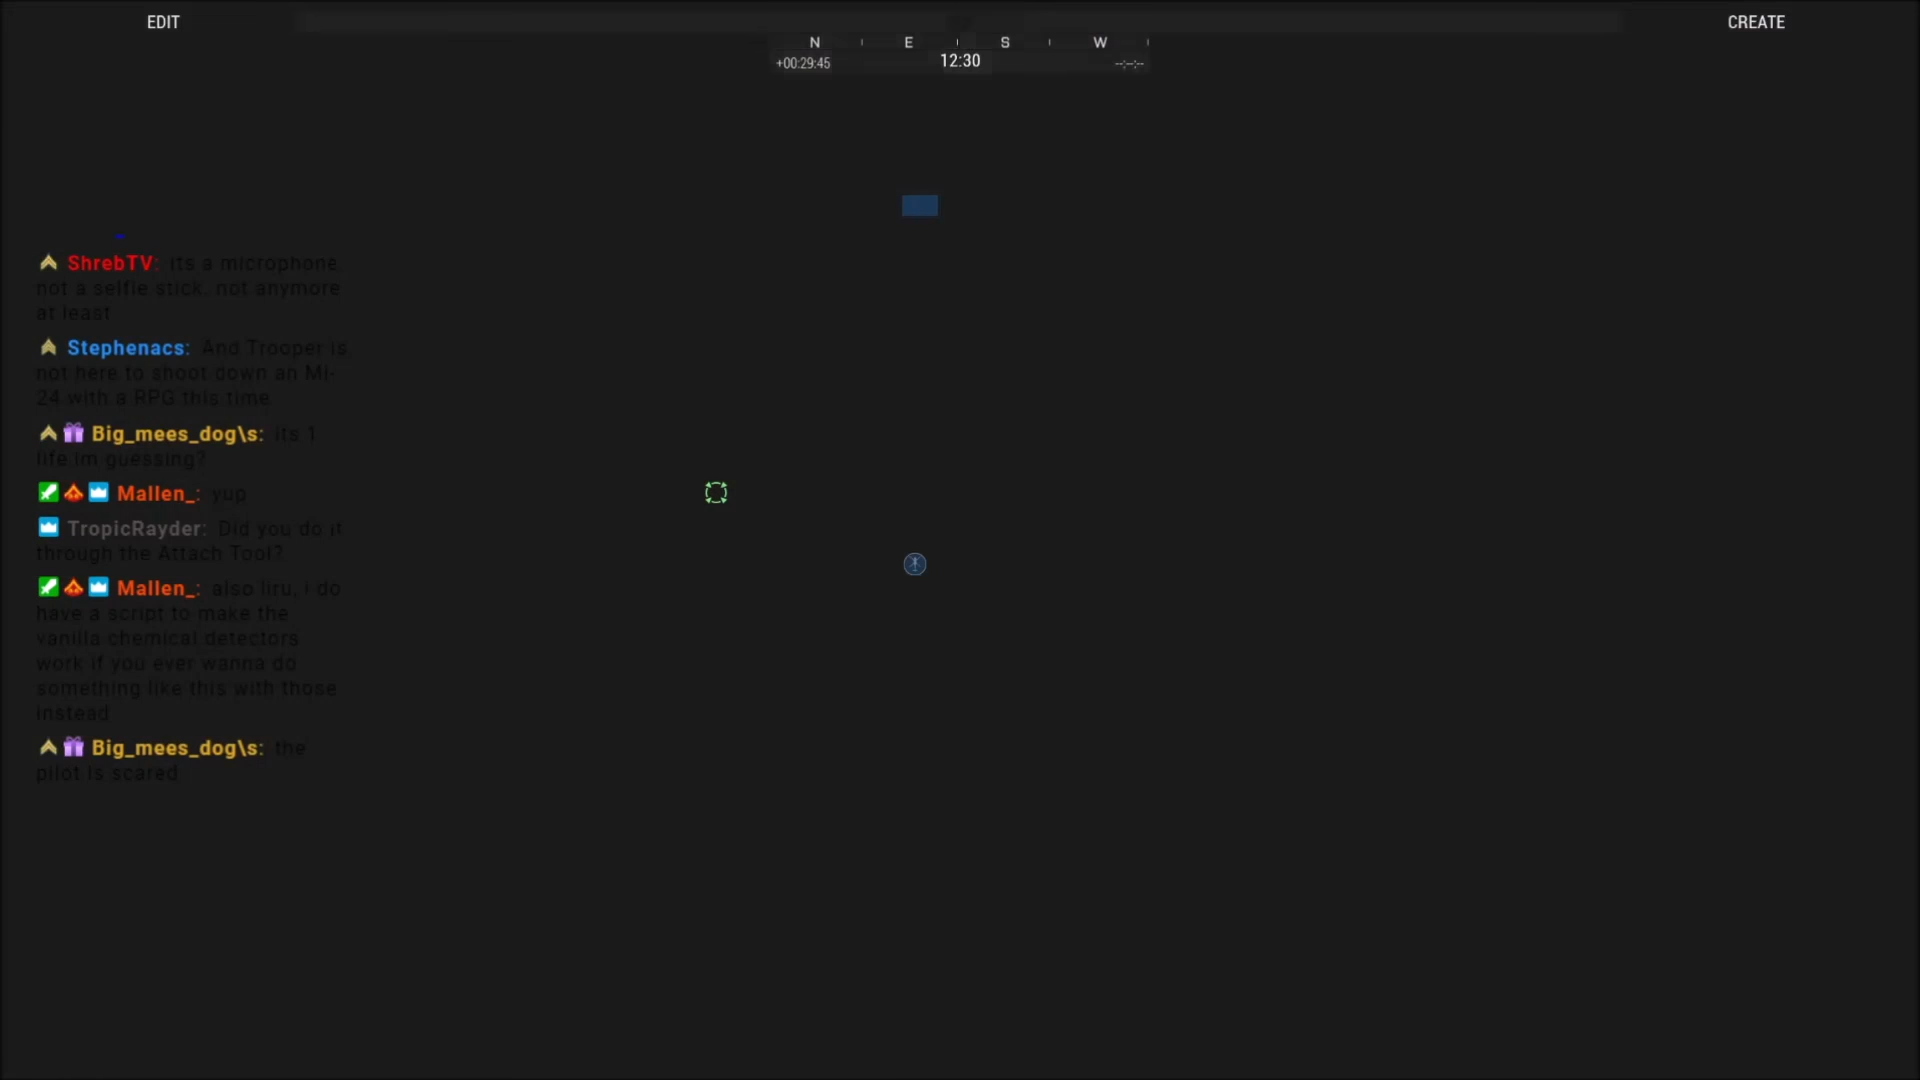 EDIT
CREATE
N E S W
+00:29:45 12:30 --:--:--
ShrebTV: its a microphone,
not a selfie stick. not anymore
at least
Stephenacs: And Trooper is
not here to shoot down an Mi-
24 with a RPG this time
Big_mees_dog\s: its 1
life im guessing?
Mallen_: yup
TropicRayder: Did you do it
through the Attach Tool?
Mallen_: also liru, i do
have a script to make the
vanilla chemical detectors
work if you ever wanna do
something like this with those
instead
Big_mees_dog\s: the
pilot is scared